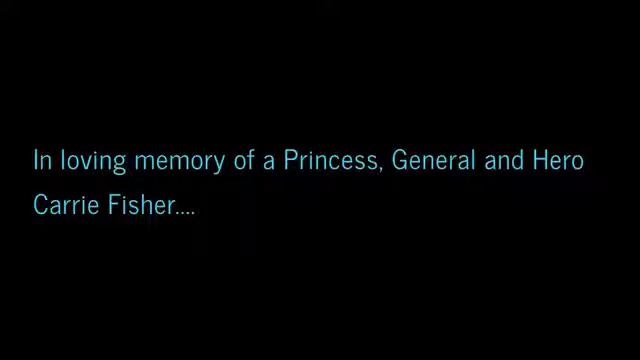 In loving memory of a Princess, General and Hero
Carrie Fisher....